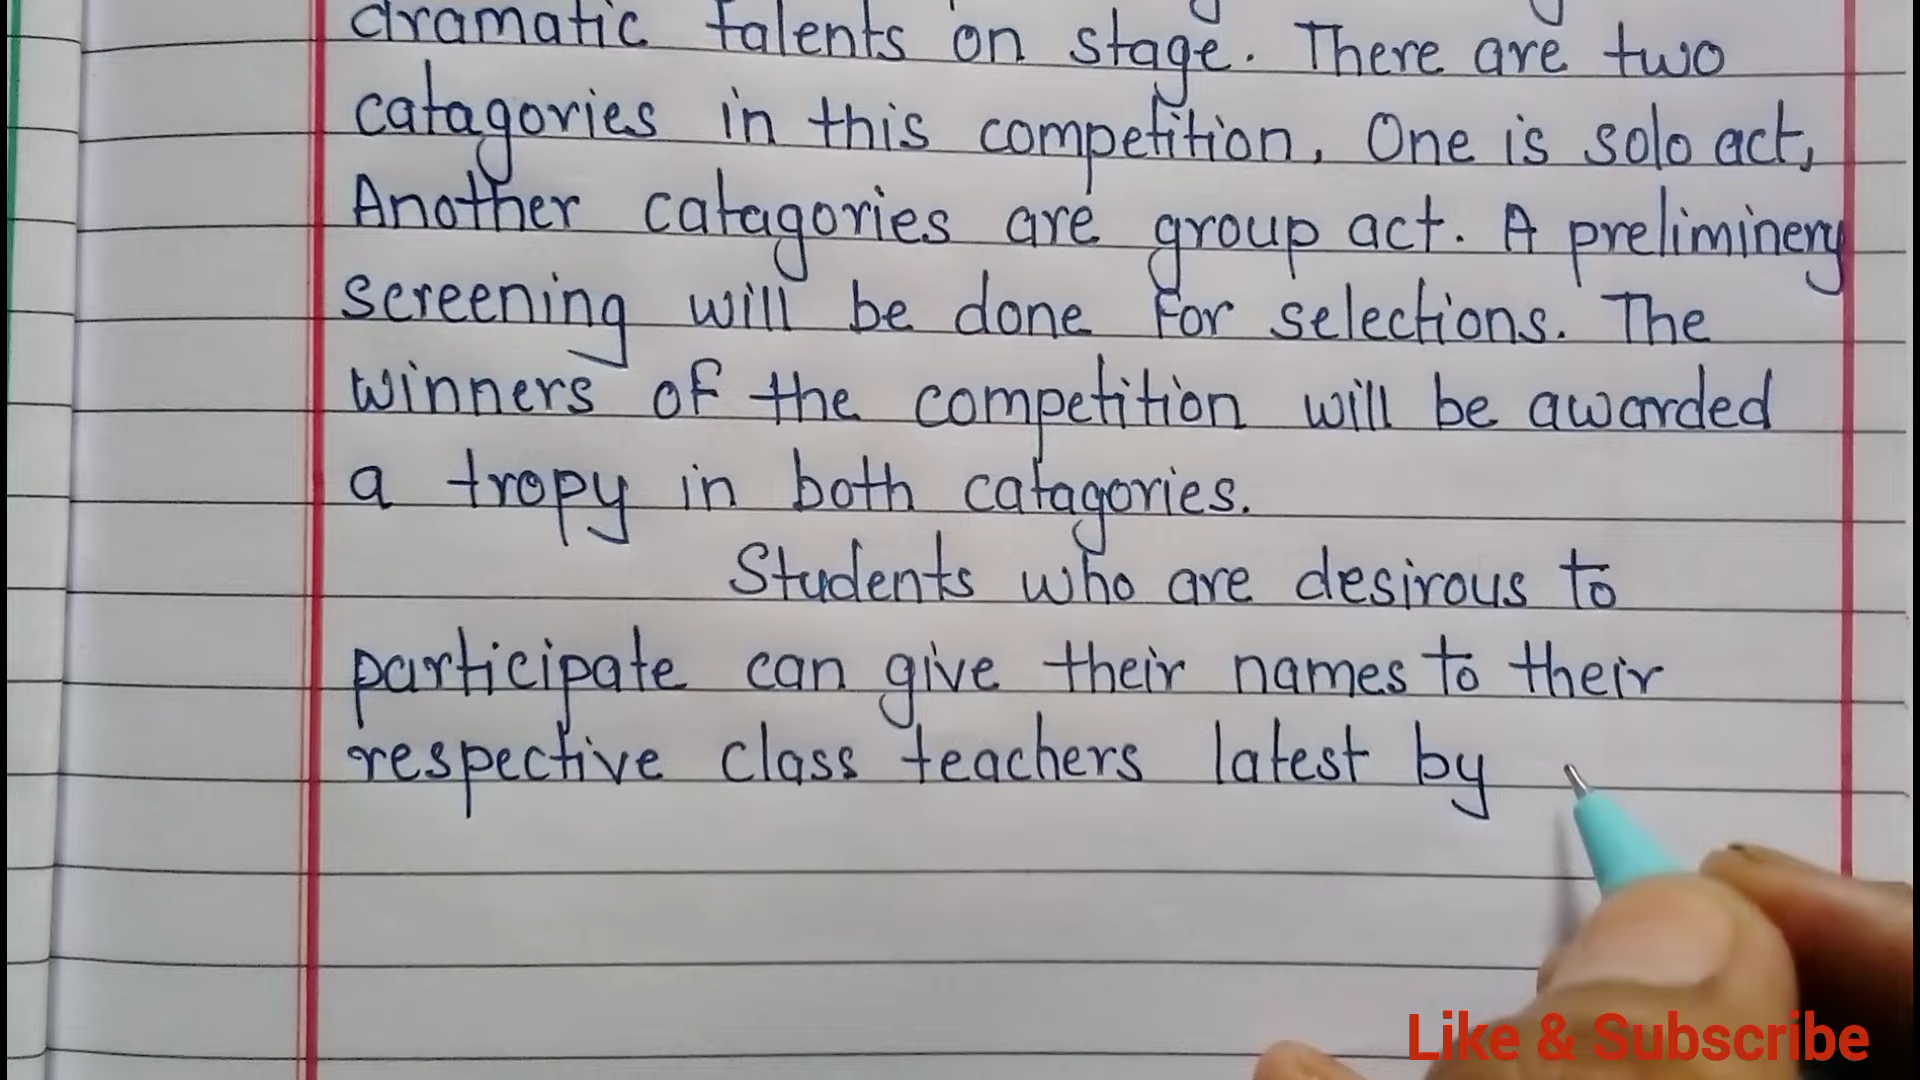 dramatic talents on stage. There are two
catagories in this competition. One is solo act,
Another catagories are group act. A preliminery
screening will be done for selections. The
winners of the competition will be awarded
a tropy in both catagories.
Students who are desirous to
participate can give their names to their
respective class teachers latest by
Like & Subscribe